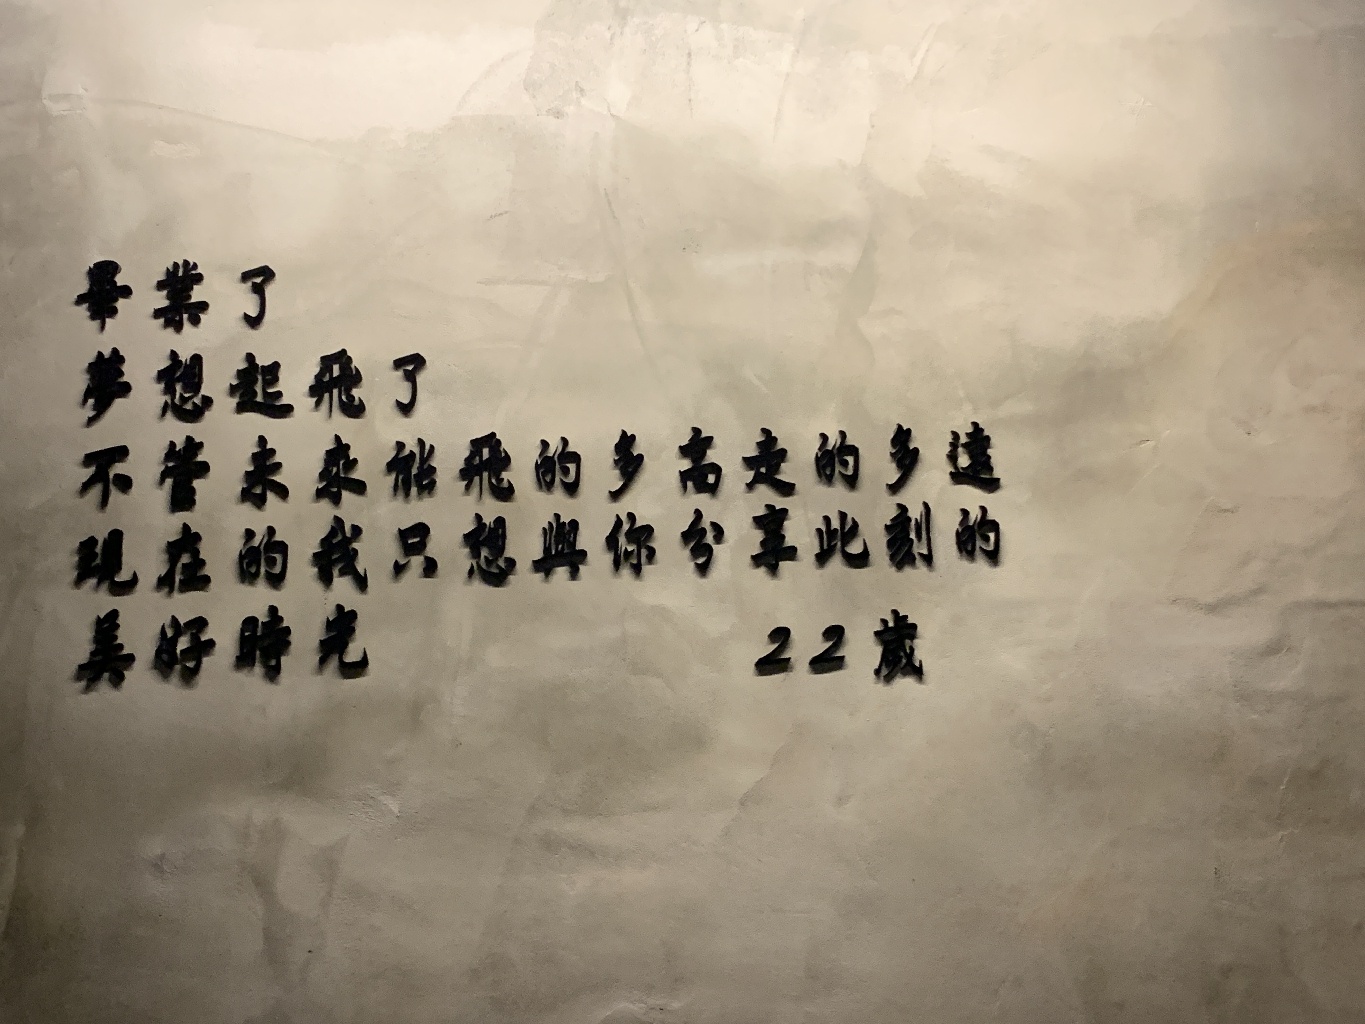 畢業了
夢想起飛了
不管未來能飛的多高走的多遠
現在的我只想與你分享此刻的
美好時光 22歲